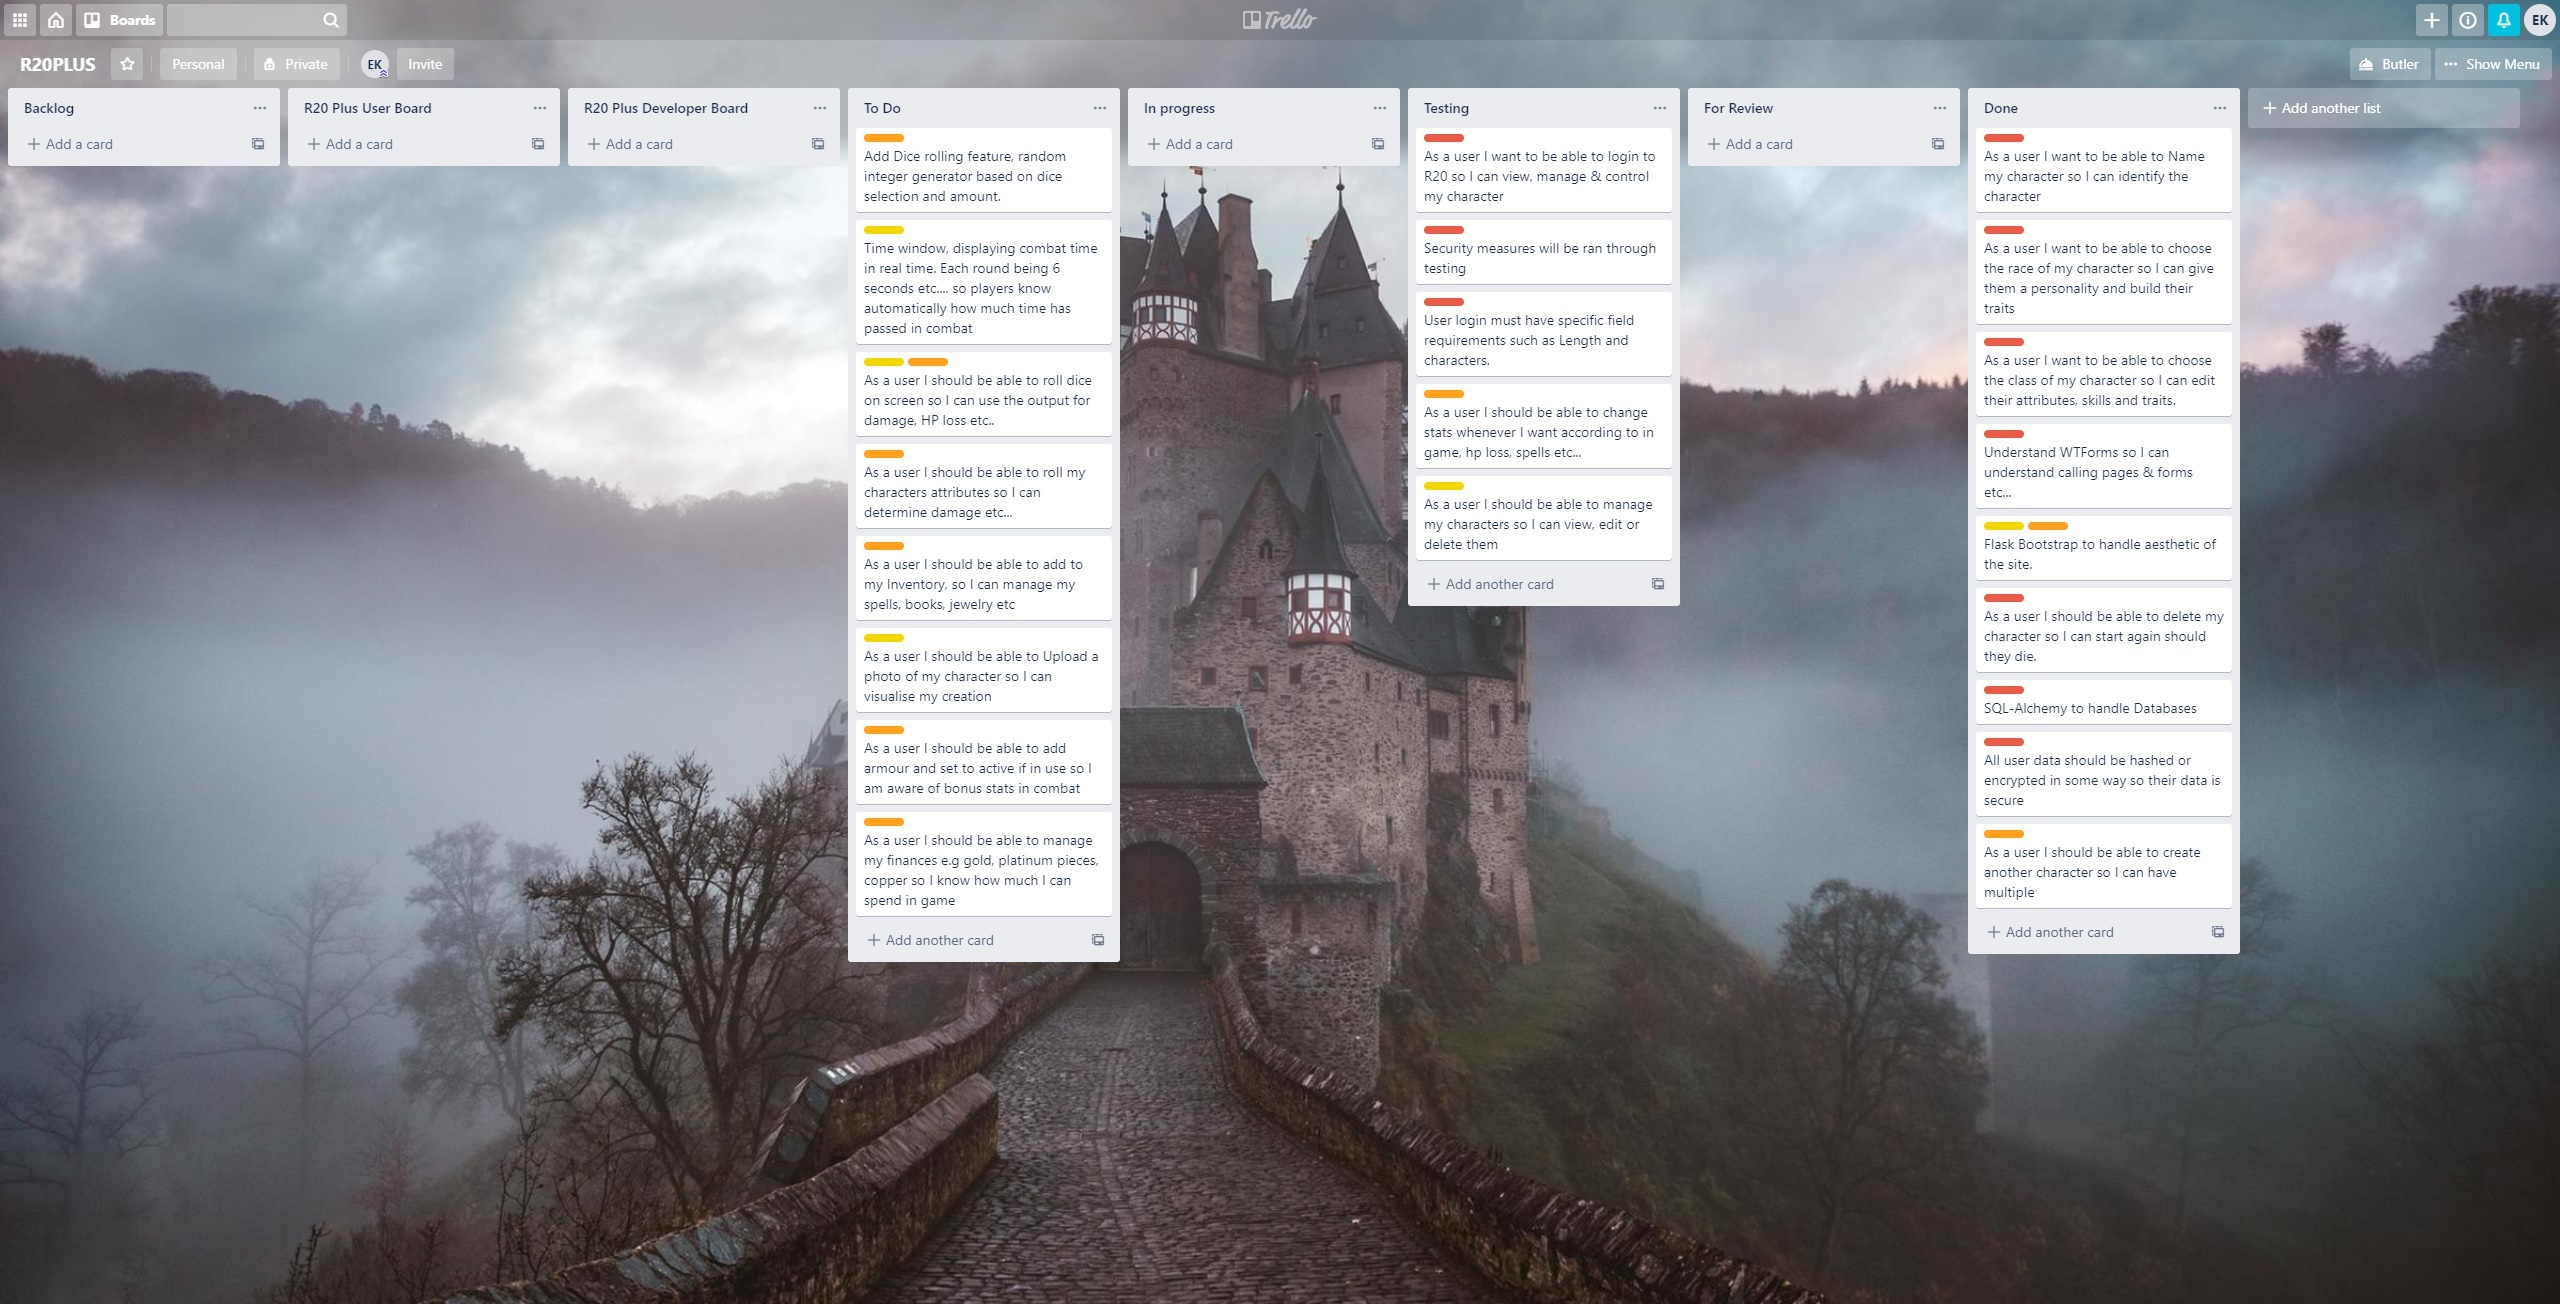 Boards
Trello
EK
R20PLUS
Personal
Private
EK
Invite
Butler
Show Menu
Backlog
Add a card
R20 Plus User Board
Add a card
R20 Plus Developer Board
Add a card
To Do
Add Dice rolling feature, random
integer generator based on dice
selection and amount.
Time window, displaying combat time
in real time. Each round being 6
seconds etc.... so players know
automatically how much time has
passed in combat
As a user I should be able to roll dice
on screen so I can use the output for
damage, HP loss etc..
As a user I should be able to roll my
characters attributes so I can
determine damage etc...
As a user I should be able to add to
my Inventory, so I can manage my
spells, books, jewelry etc
As a user I should be able to Upload a
photo of my character so I can
visualise my creation
As a user I should be able to add
armour and set to active if in use so I
am aware of bonus stats in combat
As a user I should be able to manage
my finances e.g gold, platinum pieces,
copper so I know how much I can
spend in game
Add another card
In progress
Add a card
Testing
As a user I want to be able to login to
R20 so I can view, manage & control
my character
Security measures will be ran through
testing
User login must have specific field
requirements such as Length and
characters.
As a user I should be able to change
stats whenever I want according to in
game, hp loss, spells etc...
As a user I should be able to manage
my characters so I can view, edit or
delete them
Add another card
For Review
Add a card
Done
As a user I want to be able to Name
my character so I can identify the
character
As a user I want to be able to choose
the race of my character so I can give
them a personality and build their
traits
As a user I want to be able to choose
the class of my character so I can edit
their attributes, skills and traits.
Understand WTForms so I can
understand calling pages & forms
etc...
Flask Bootstrap to handle aesthetic of
the site.
As a user I should be able to delete my
character so I can start again should
they die.
SQL-Alchemy to handle Databases
All user data should be hashed or
encrypted in some way so their data is
secure
As a user I should be able to create
another character so I can have
multiple
Add another card
Add another list